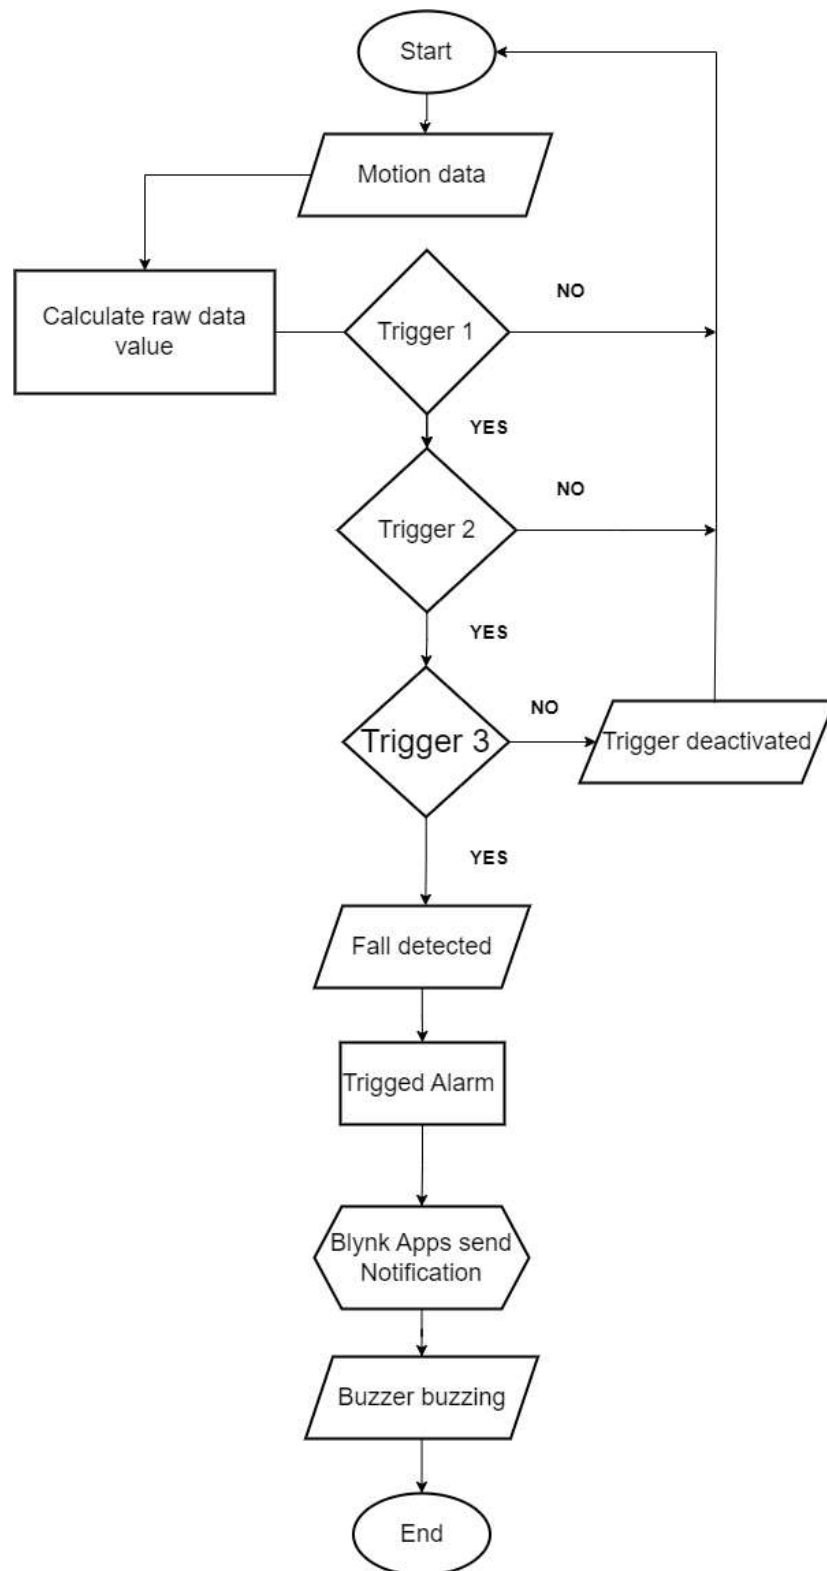 Start
Motion data
Calculate raw data
value
Trigger 1
NO
YES
Trigger 2
NO
YES
Trigger 3
NO
Trigger deactivated
YES
Fall detected
Trigged Alarm
Blynk Apps send
Notification
Buzzer buzzing
End